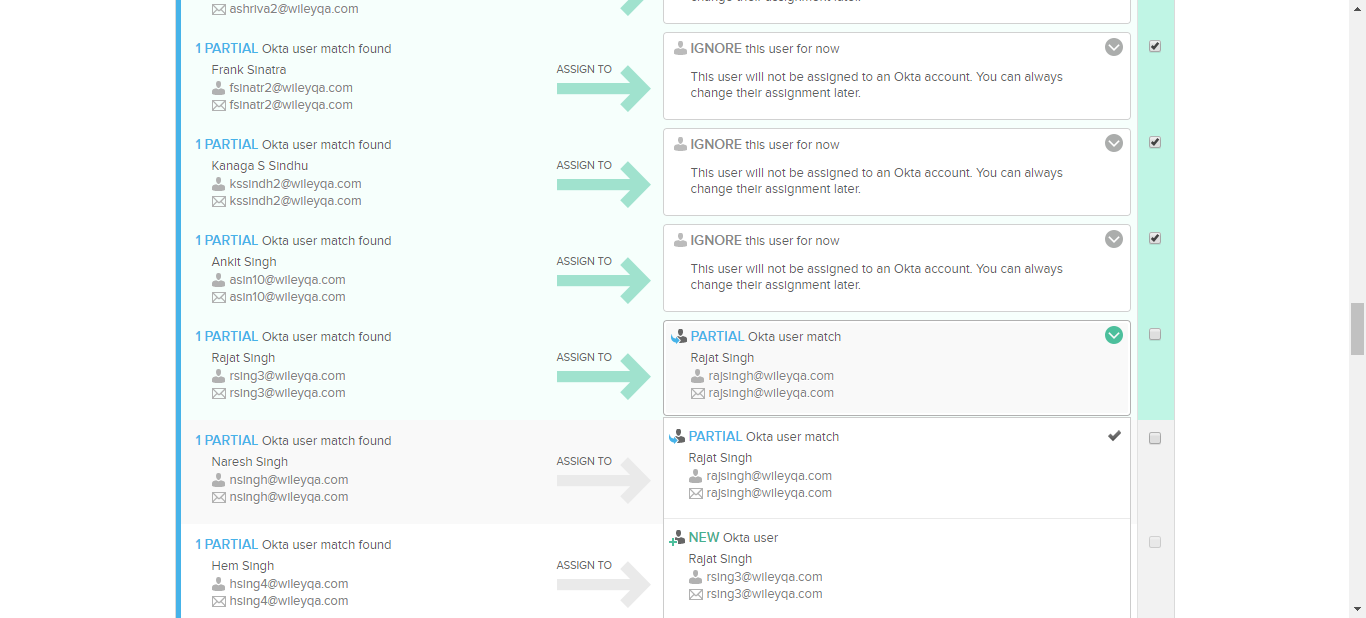 ashriva2@wileyqa.com
change their assignment later.
1 PARTIAL Okta user match found
Frank Sinatra
fsinatr2@wileyqa.com
fsinatr2@wileyqa.com
ASSIGN TO
IGNORE this user for now
This user will not be assigned to an Okta account. You can always
change their assignment later.
1 PARTIAL Okta user match found
Kanaga S Sindhu
kssindh2@wileyqa.com
kssindh2@wileyqa.com
ASSIGN TO
IGNORE this user for now
This user will not be assigned to an Okta account. You can always
change their assignment later.
1 PARTIAL Okta user match found
Ankit Singh
asin10@wileyqa.com
asin10@wileyqa.com
ASSIGN TO
IGNORE this user for now
This user will not be assigned to an Okta account. You can always
change their assignment later.
1 PARTIAL Okta user match found
Rajat Singh
rsing3@wileyqa.com
rsing3@wileyqa.com
ASSIGN TO
PARTIAL Okta user match
Rajat Singh
rajsingh@wileyqa.com
rajsingh@wileyqa.com
1 PARTIAL Okta user match found
Naresh Singh
nsingh@wileyqa.com
nsingh@wileyqa.com
ASSIGN TO
PARTIAL Okta user match
Rajat Singh
rajsingh@wileyqa.com
rajsingh@wileyqa.com
1 PARTIAL Okta user match found
Hem Singh
hsing4@wileyqa.com
hsing4@wileyqa.com
ASSIGN TO
NEW Okta user
Rajat Singh
rsing3@wileyqa.com
rsing3@wileyqa.com